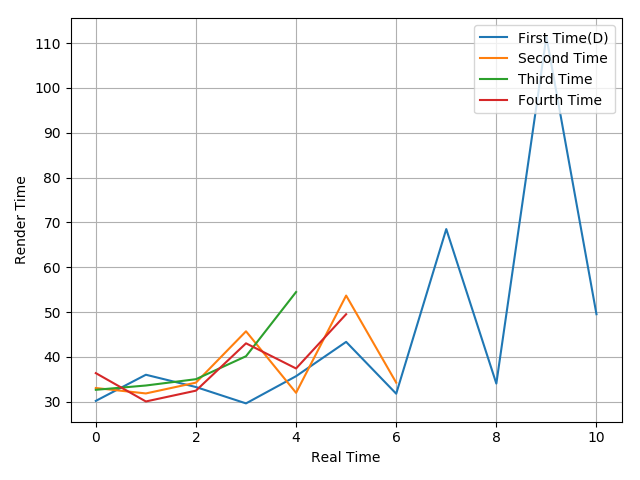 First Time(D)
Second Time
Third Time
Fourth Time
110
100
90
80
70
60
50
40
30
Render Time
0 2 4 6 8 10
Real Time